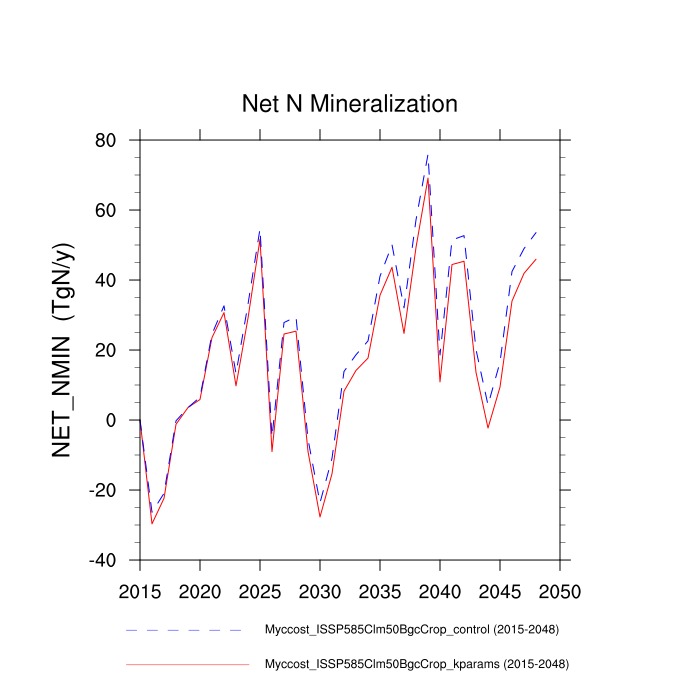 Net N Mineralization
NET_NMIN (TgN/y)
80
60
40
20
0
-20
-40
2015 2020 2025 2030 2035 2040 2045 2050
Myccost_ISSP585Clm50BgcCrop_control (2015-2048)
Myccost_ISSP585Clm50BgcCrop_kparams (2015-2048)